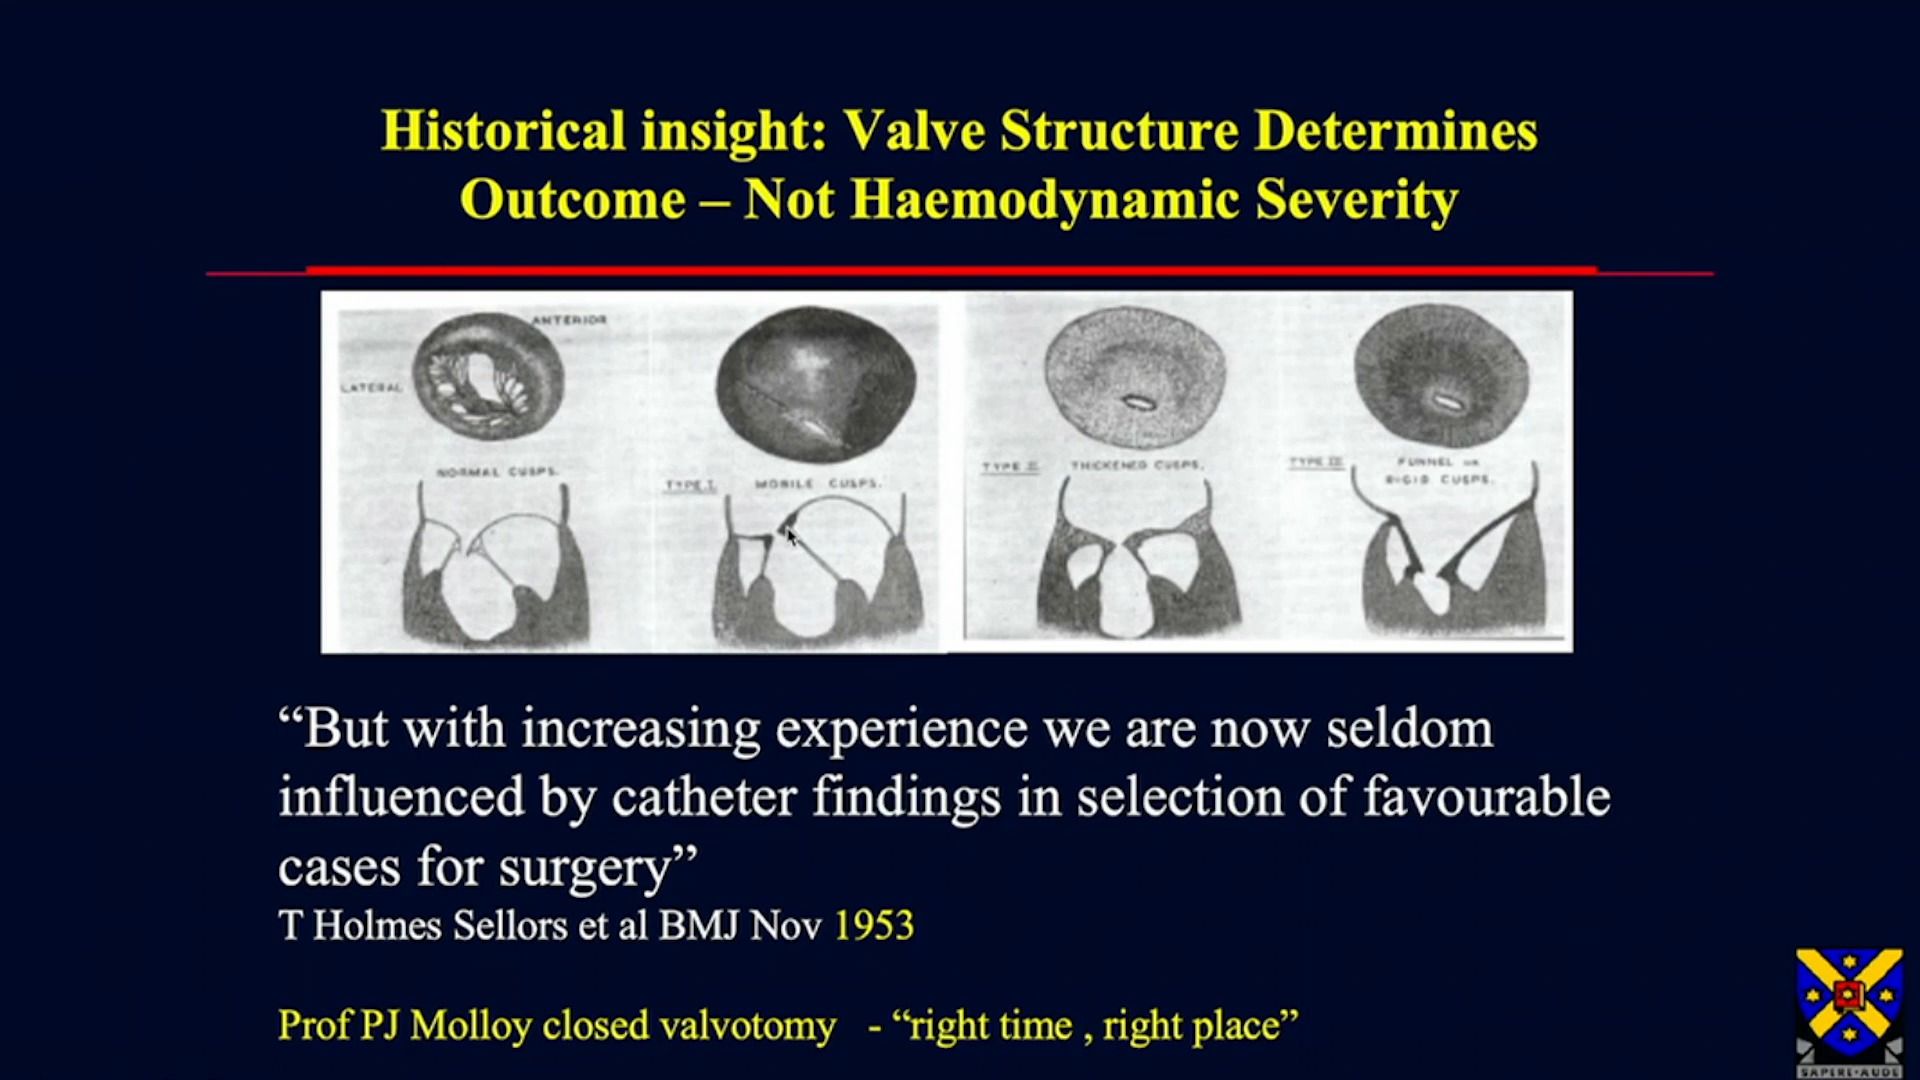 Historical insight: Valve Structure Determines
Outcome – Not Haemodynamic Severity
ANTERIOR
LATERAL
NORMAL CUSPS.
TYPE I.
MOBILE CUSPS.
TYPE II
THICKENED CUSPS.
TYPE III
FUNNEL OR
RIGID CUSPS.
“But with increasing experience we are now seldom
influenced by catheter findings in selection of favourable
cases for surgery”
T Holmes Sellors et al BMJ Nov 1953
Prof PJ Molloy closed valvotomy - “right time , right place”
SAPERE·AUDE